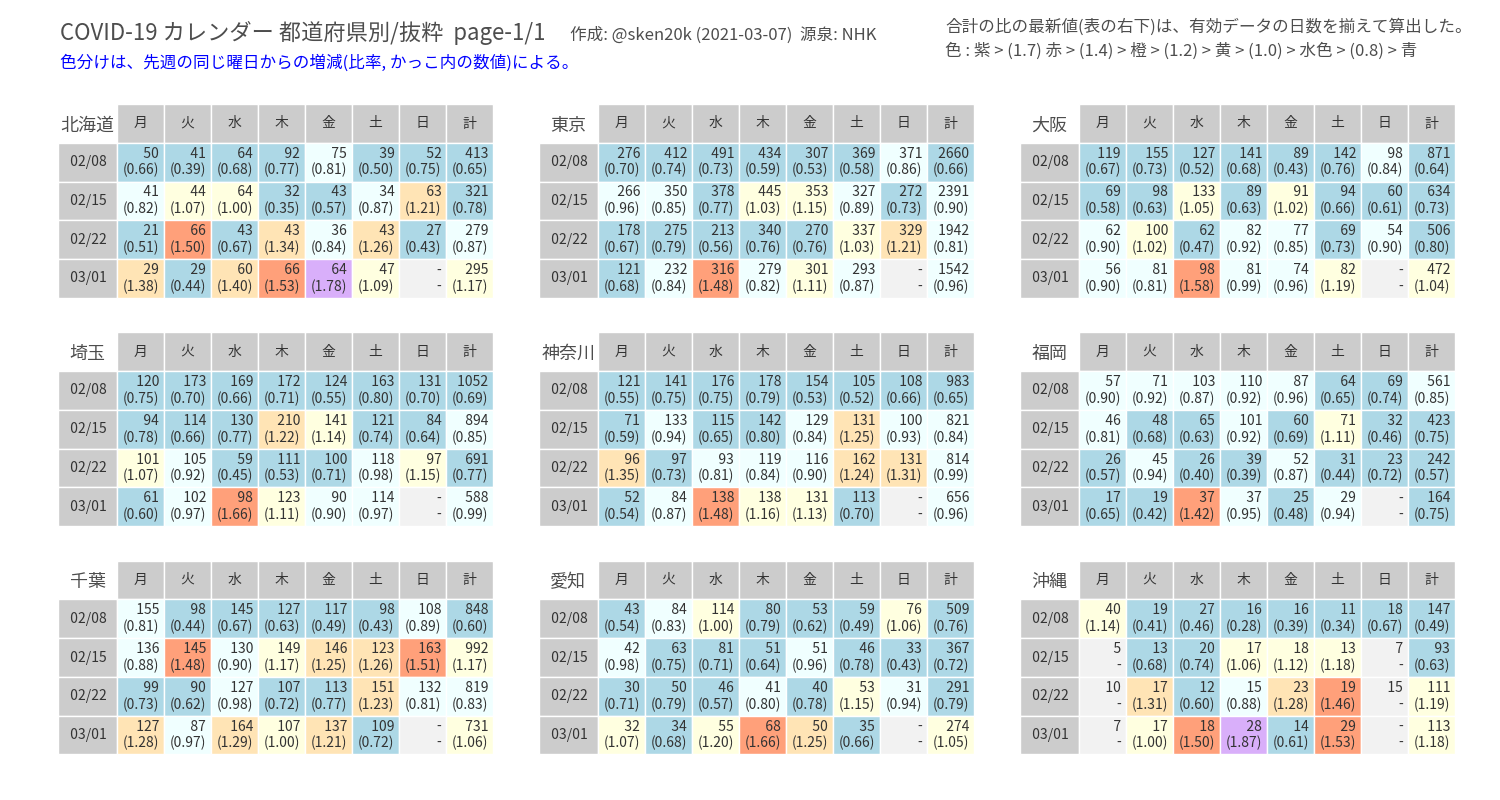 COVID-19 カレンダー 都道府県別/抜粋 page-1/1 作成: @sken20k (2021-03-07) 源泉: NHK
合計の比の最新値(表の右下)は、有効データの日数を揃えて算出した。
色分けは、先週の同じ曜日からの増減(比率, かっこ内の数値)による。
色 : 紫 > (1.7) 赤 > (1.4) > 橙 > (1.2) > 黄 > (1.0) > 水色 > (0.8) > 青
北海道 月 火 水 木 金 土 日 計
02/08 50 41 64 92 75 39 52 413
(0.66) (0.39) (0.68) (0.77) (0.81) (0.50) (0.75) (0.65)
02/15 41 44 64 32 43 34 63 321
(0.82) (1.07) (1.00) (0.35) (0.57) (0.87) (1.21) (0.78)
02/22 21 66 43 43 36 43 27 279
(0.51) (1.50) (0.67) (1.34) (0.84) (1.26) (0.43) (0.87)
03/01 29 29 60 66 64 47 - 295
(1.38) (0.44) (1.40) (1.53) (1.78) (1.09) - (1.17)
東京 月 火 水 木 金 土 日 計
02/08 276 412 491 434 307 369 371 2660
(0.70) (0.74) (0.73) (0.59) (0.53) (0.58) (0.86) (0.66)
02/15 266 350 378 445 353 327 272 2391
(0.96) (0.85) (0.77) (1.03) (1.15) (0.89) (0.73) (0.90)
02/22 178 275 213 340 270 337 329 1942
(0.67) (0.79) (0.56) (0.76) (0.76) (1.03) (1.21) (0.81)
03/01 121 232 316 279 301 293 - 1542
(0.68) (0.84) (1.48) (0.82) (1.11) (0.87) - (0.96)
大阪 月 火 水 木 金 土 日 計
02/08 119 155 127 141 89 142 98 871
(0.67) (0.73) (0.52) (0.68) (0.43) (0.76) (0.84) (0.64)
02/15 69 98 133 89 91 94 60 634
(0.58) (0.63) (1.05) (0.63) (1.02) (0.66) (0.61) (0.73)
02/22 62 100 62 82 77 69 54 506
(0.90) (1.02) (0.47) (0.92) (0.85) (0.73) (0.90) (0.80)
03/01 56 81 98 81 74 82 - 472
(0.90) (0.81) (1.58) (0.99) (0.96) (1.19) - (1.04)
埼玉 月 火 水 木 金 土 日 計
02/08 120 173 169 172 124 163 131 1052
(0.75) (0.70) (0.66) (0.71) (0.55) (0.80) (0.70) (0.69)
02/15 94 114 130 210 141 121 84 894
(0.78) (0.66) (0.77) (1.22) (1.14) (0.74) (0.64) (0.85)
02/22 101 105 59 111 100 118 97 691
(1.07) (0.92) (0.45) (0.53) (0.71) (0.98) (1.15) (0.77)
03/01 61 102 98 123 90 114 - 588
(0.60) (0.97) (1.66) (1.11) (0.90) (0.97) - (0.99)
神奈川 月 火 水 木 金 土 日 計
02/08 121 141 176 178 154 105 108 983
(0.55) (0.75) (0.75) (0.79) (0.53) (0.52) (0.66) (0.65)
02/15 71 133 115 142 129 131 100 821
(0.59) (0.94) (0.65) (0.80) (0.84) (1.25) (0.93) (0.84)
02/22 96 97 93 119 116 162 131 814
(1.35) (0.73) (0.81) (0.84) (0.90) (1.24) (1.31) (0.99)
03/01 52 84 138 138 131 113 - 656
(0.54) (0.87) (1.48) (1.16) (1.13) (0.70) - (0.96)
福岡 月 火 水 木 金 土 日 計
02/08 57 71 103 110 87 64 69 561
(0.90) (0.92) (0.87) (0.92) (0.96) (0.65) (0.74) (0.85)
02/15 46 48 65 101 60 71 32 423
(0.81) (0.68) (0.63) (0.92) (0.69) (1.11) (0.46) (0.75)
02/22 26 45 26 39 52 31 23 242
(0.57) (0.94) (0.40) (0.39) (0.87) (0.44) (0.72) (0.57)
03/01 17 19 37 37 25 29 - 164
(0.65) (0.42) (1.42) (0.95) (0.48) (0.94) - (0.75)
千葉 月 火 水 木 金 土 日 計
02/08 155 98 145 127 117 98 108 848
(0.81) (0.44) (0.67) (0.63) (0.49) (0.43) (0.89) (0.60)
02/15 136 145 130 149 146 123 163 992
(0.88) (1.48) (0.90) (1.17) (1.25) (1.26) (1.51) (1.17)
02/22 99 90 127 107 113 151 132 819
(0.73) (0.62) (0.98) (0.72) (0.77) (1.23) (0.81) (0.83)
03/01 127 87 164 107 137 109 - 731
(1.28) (0.97) (1.29) (1.00) (1.21) (0.72) - (1.06)
愛知 月 火 水 木 金 土 日 計
02/08 43 84 114 80 53 59 76 509
(0.54) (0.83) (1.00) (0.79) (0.62) (0.49) (1.06) (0.76)
02/15 42 63 81 51 51 46 33 367
(0.98) (0.75) (0.71) (0.64) (0.96) (0.78) (0.43) (0.72)
02/22 30 50 46 41 40 53 31 291
(0.71) (0.79) (0.57) (0.80) (0.78) (1.15) (0.94) (0.79)
03/01 32 34 55 68 50 35 - 274
(1.07) (0.68) (1.20) (1.66) (1.25) (0.66) - (1.05)
沖縄 月 火 水 木 金 土 日 計
02/08 40 19 27 16 16 11 18 147
(1.14) (0.41) (0.46) (0.28) (0.39) (0.34) (0.67) (0.49)
02/15 5 13 20 17 18 13 7 93
- (0.68) (0.74) (1.06) (1.12) (1.18) - (0.63)
02/22 10 17 12 15 23 19 15 111
- (1.31) (0.60) (0.88) (1.28) (1.46) - (1.19)
03/01 7 17 18 28 14 29 - 113
- (1.00) (1.50) (1.87) (0.61) (1.53) - (1.18)